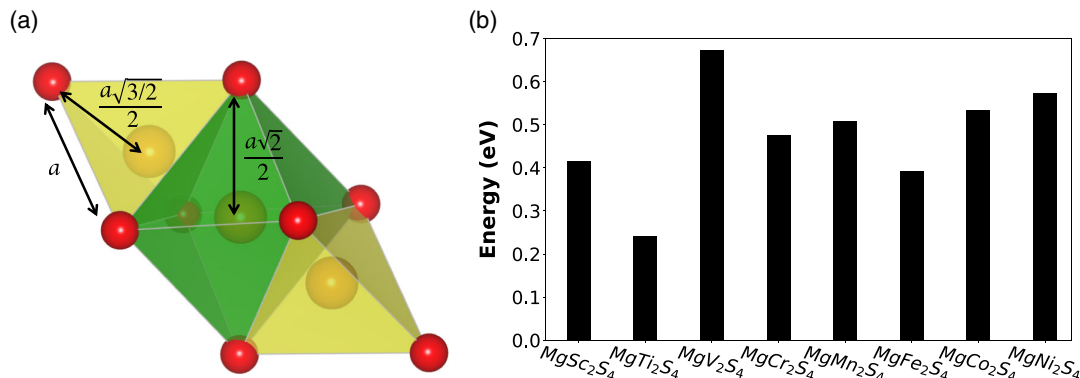 (a)
a√3/2
2
a
a√2
2
(b)
Energy (eV)
0.7
0.6
0.5
0.4
0.3
0.2
0.1
0.0
MgSc₂S₄
MgTi₂S₄
MgV₂S₄
MgCr₂S₄
MgMn₂S₄
MgFe₂S₄
MgCo₂S₄
MgNi₂S₄